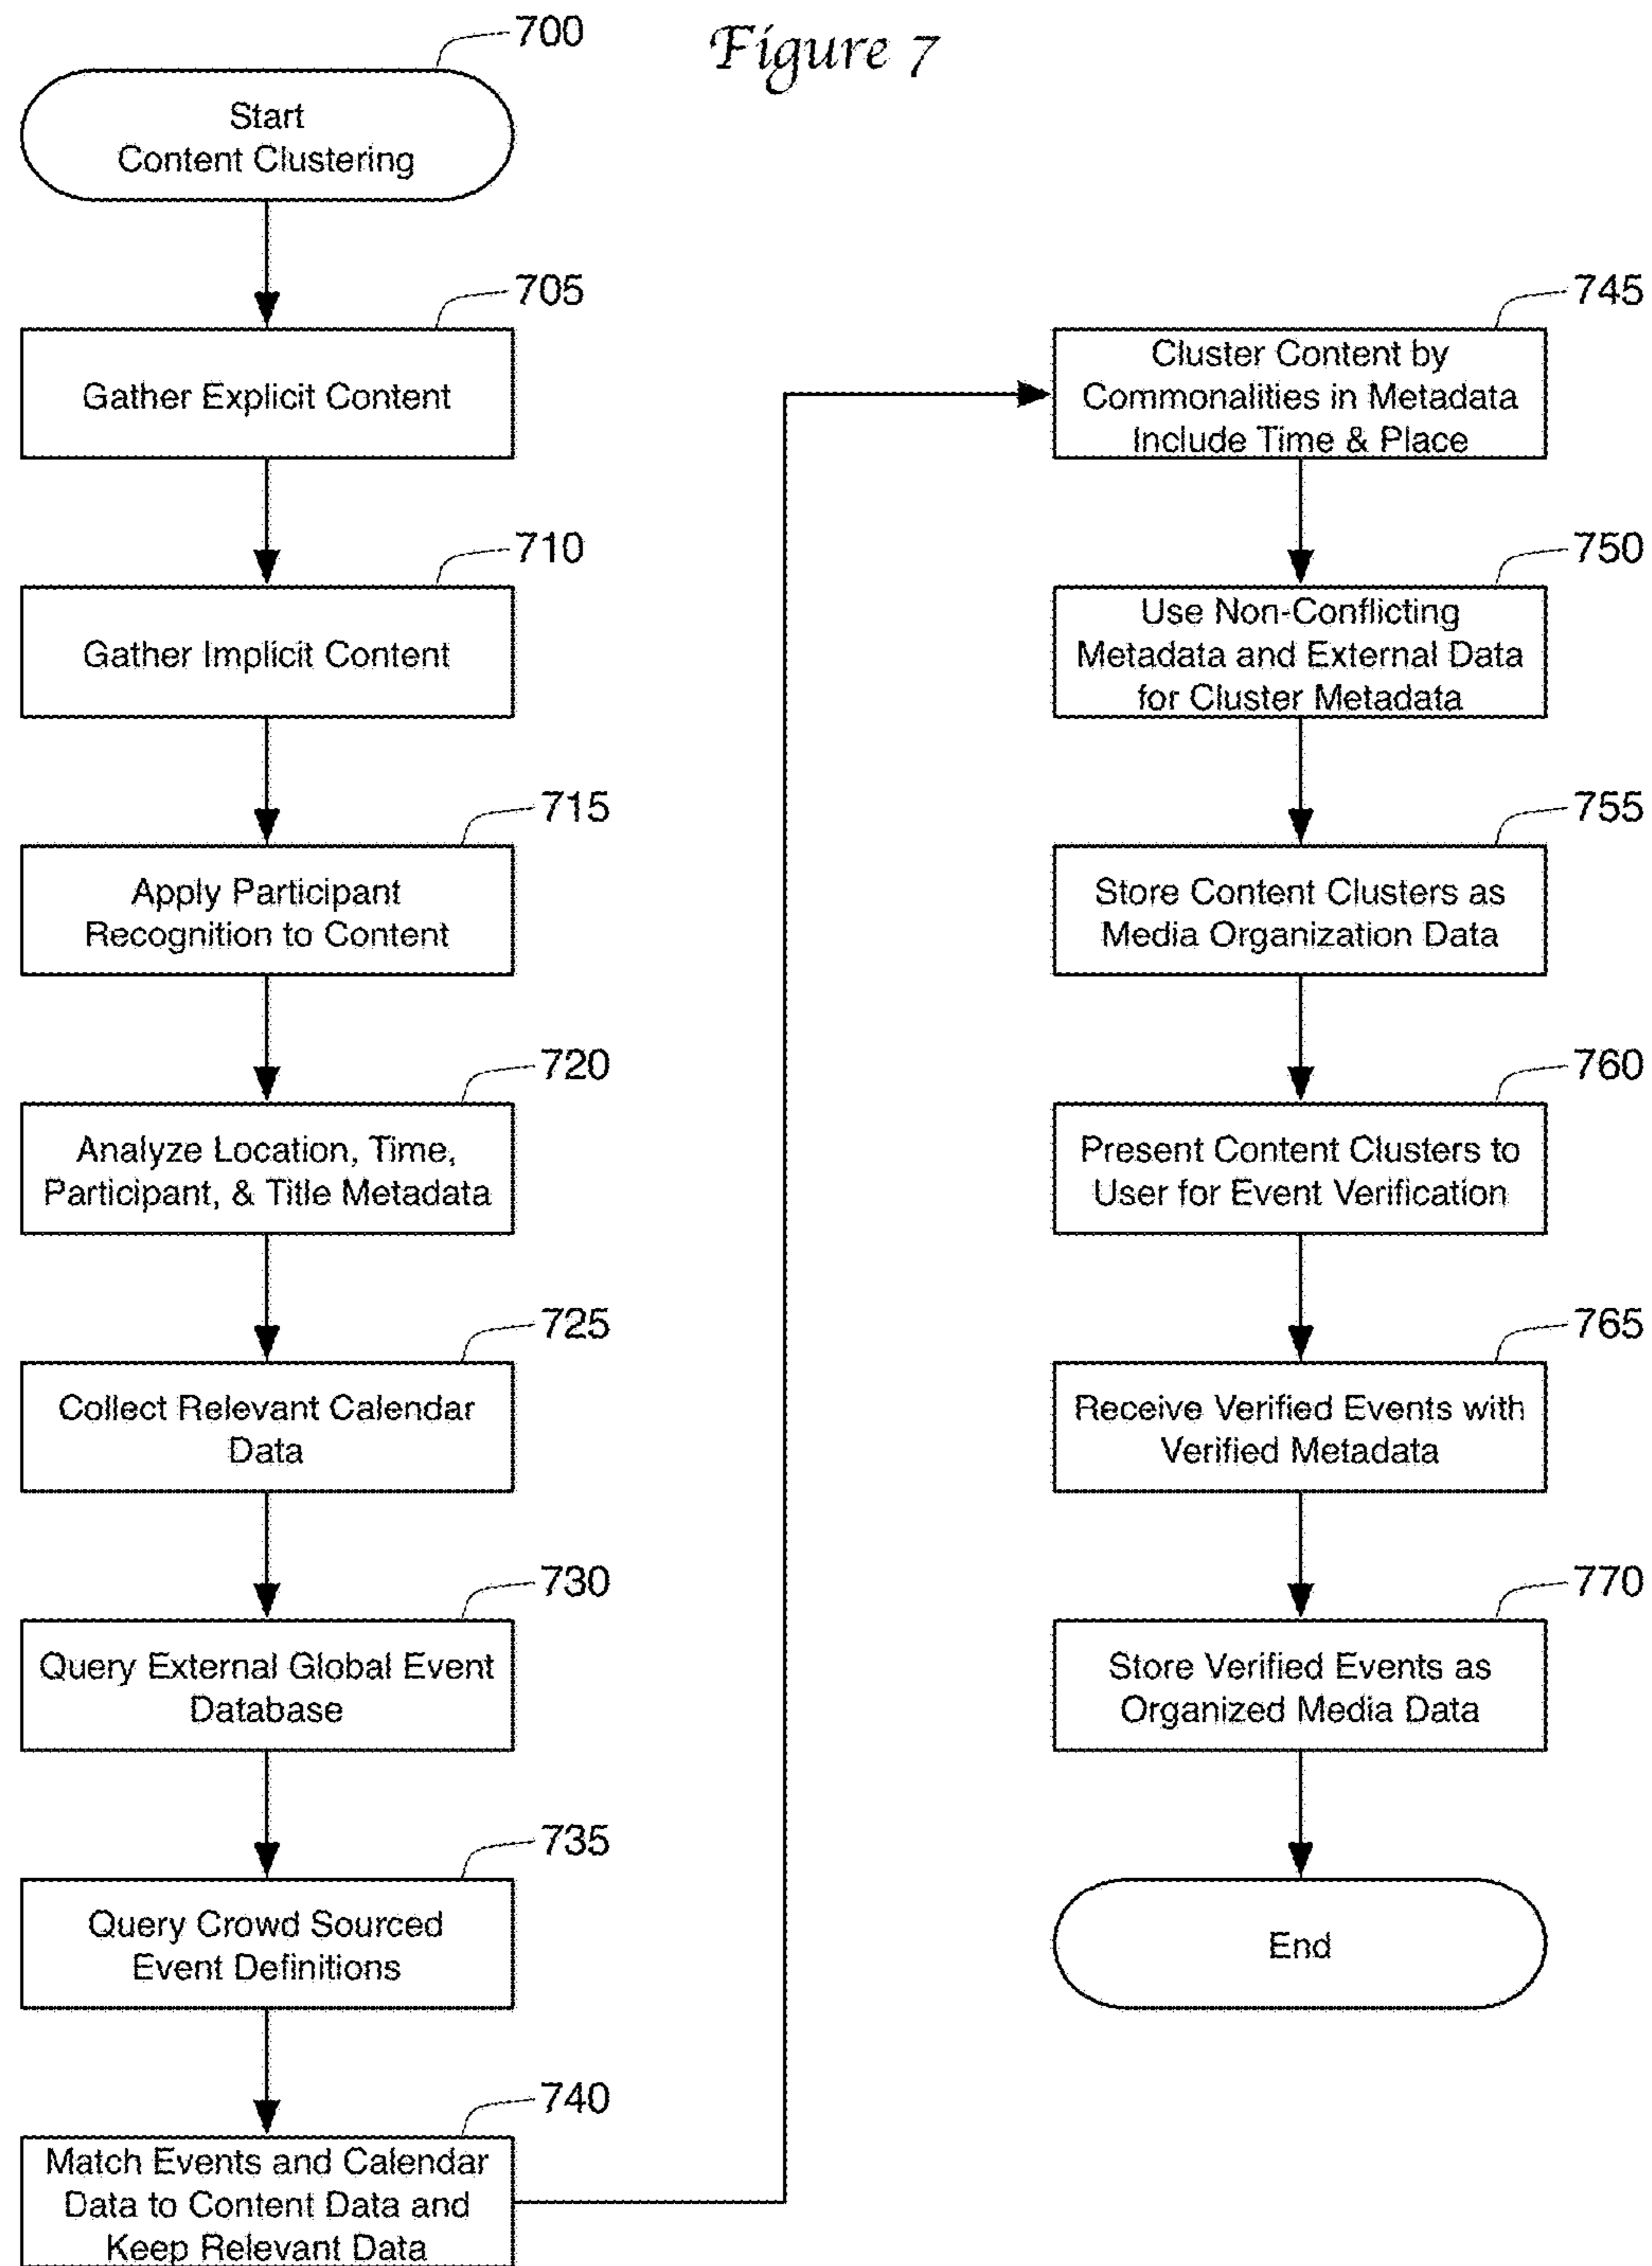 Figure 7
700
Start
Content Clustering
705
Gather Explicit Content
710
Gather Implicit Content
715
Apply Participant
Recognition to Content
720
Analyze Location, Time,
Participant, & Title Metadata
725
Collect Relevant Calendar
Data
730
Query External Global Event
Database
735
Query Crowd Sourced
Event Definitions
740
Match Events and Calendar
Data to Content Data and
Keep Relevant Data
745
Cluster Content by
Commonalities in Metadata
Include Time & Place
750
Use Non-Conflicting
Metadata and External Data
for Cluster Metadata
755
Store Content Clusters as
Media Organization Data
760
Present Content Clusters to
User for Event Verification
765
Receive Verified Events with
Verified Metadata
770
Store Verified Events as
Organized Media Data
End